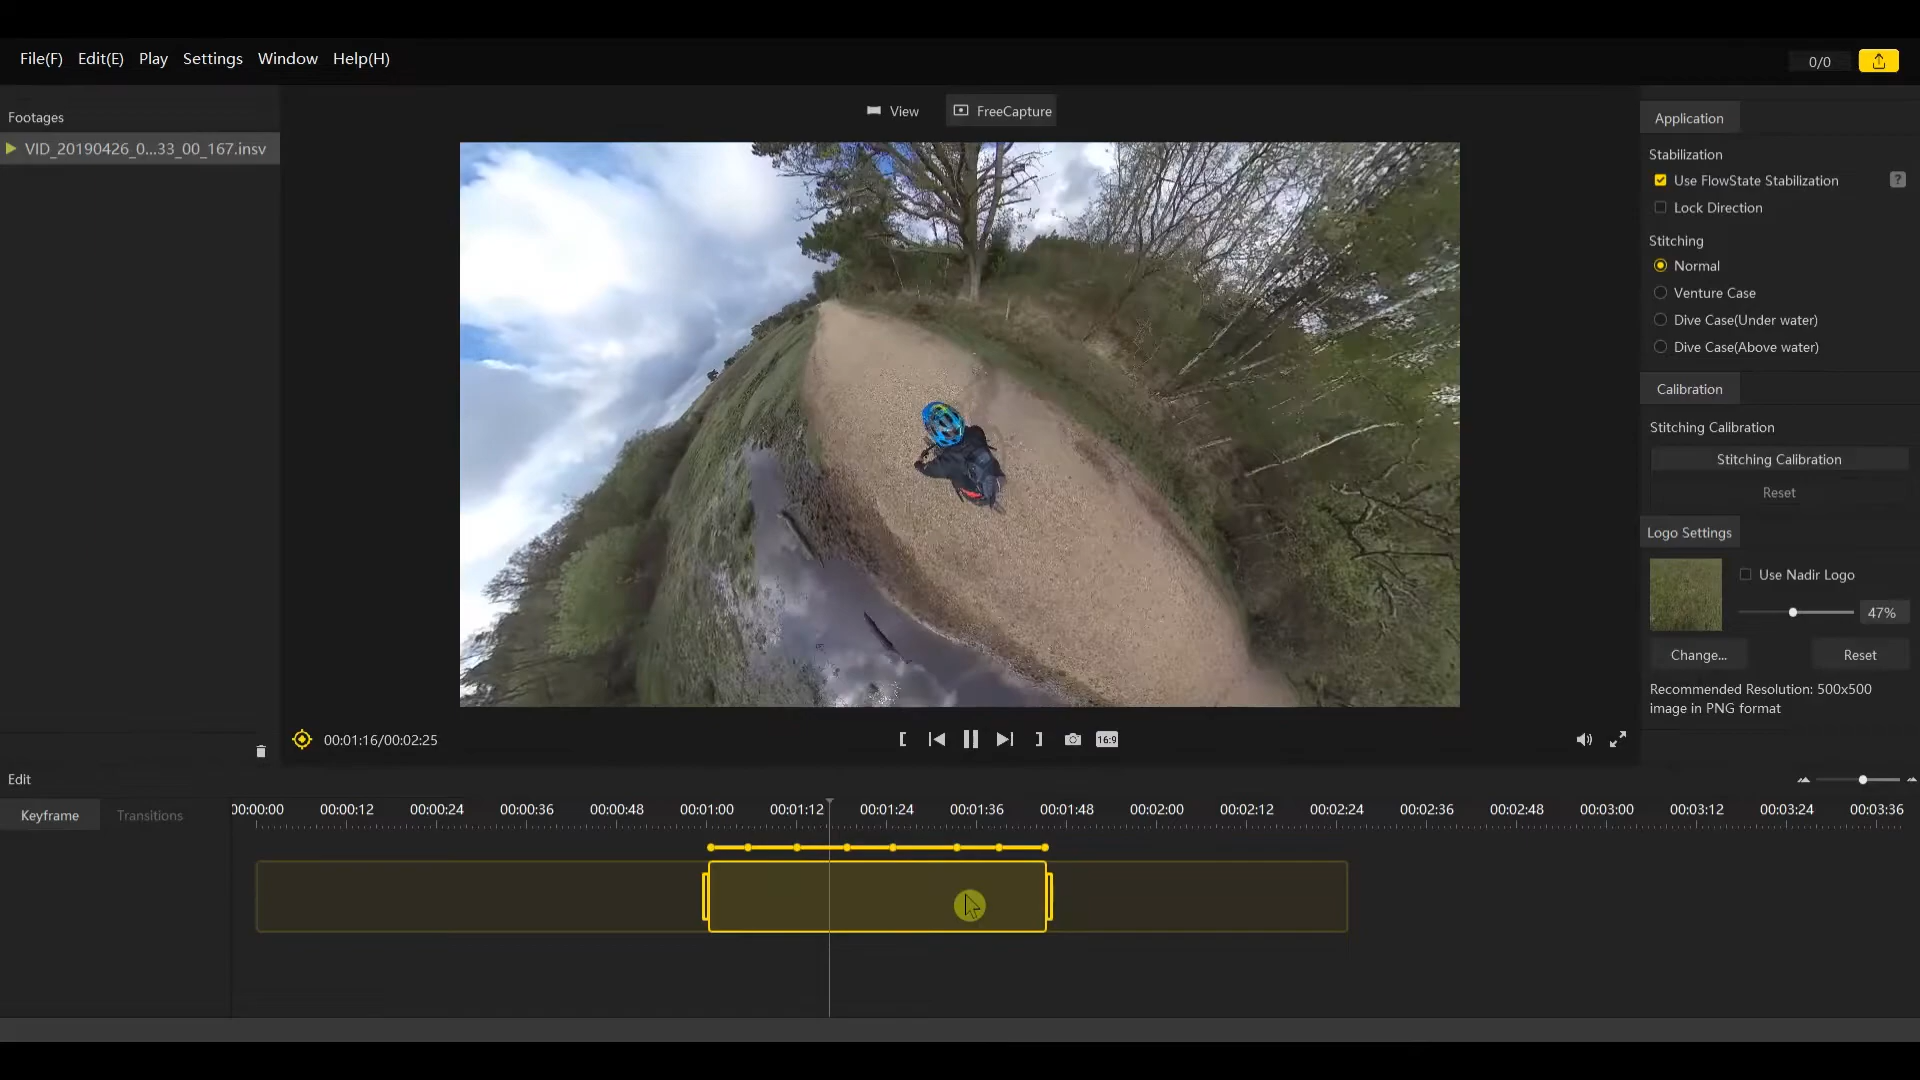 File(F) Edit(E) Play Settings Window Help(H)
0/0
Footages
VID_20190426_0...33_00_167.insv
View FreeCapture
Application
Stabilization
Use FlowState Stabilization ?
Lock Direction
Stitching
Normal
Venture Case
Dive Case(Under water)
Dive Case(Above water)
Calibration
Stitching Calibration
Stitching Calibration
Reset
Logo Settings
Use Nadir Logo
47%
Change... Reset
Recommended Resolution: 500x500
image in PNG format
00:01:16/00:02:25
16:9
Edit
Keyframe Transitions
00:00:00 00:00:12 00:00:24 00:00:36 00:00:48 00:01:00 00:01:12 00:01:24 00:01:36 00:01:48 00:02:00 00:02:12 00:02:24 00:02:36 00:02:48 00:03:00 00:03:12 00:03:24 00:03:36